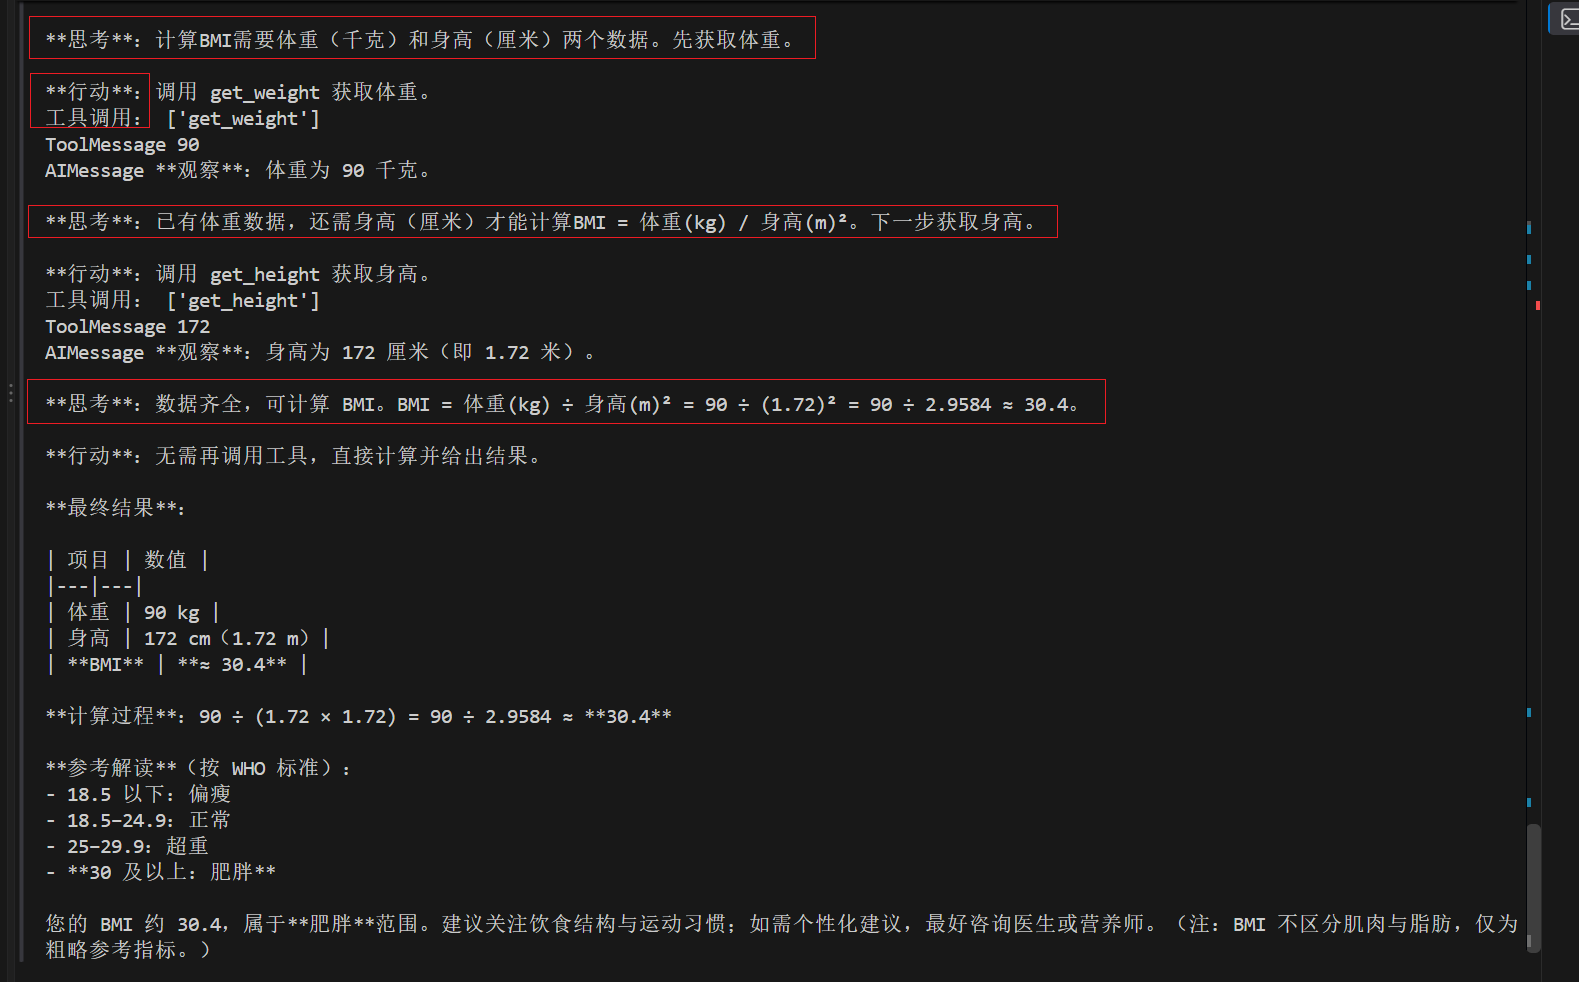 **思考**: 计算BMI需要体重（千克）和身高（厘米）两个数据。先获取体重。
**行动**: 调用 get_weight 获取体重。
工具调用:  ['get_weight']
ToolMessage 90
AIMessage **观察**: 体重为 90 千克。
**思考**: 已有体重数据，还需身高（厘米）才能计算BMI = 体重(kg) / 身高(m)²。下一步获取身高。
**行动**: 调用 get_height 获取身高。
工具调用:  ['get_height']
ToolMessage 172
AIMessage **观察**: 身高为 172 厘米（即 1.72 米）。
**思考**: 数据齐全，可计算 BMI。BMI = 体重(kg) ÷ 身高(m)² = 90 ÷ (1.72)² = 90 ÷ 2.9584 ≈ 30.4。
**行动**: 无需再调用工具，直接计算并给出结果。
**最终结果**:
| 项目 | 数值 |
|---|---|
| 体重 | 90 kg |
| 身高 | 172 cm（1.72 m）|
| **BMI** | **≈ 30.4** |
**计算过程**: 90 ÷ (1.72 × 1.72) = 90 ÷ 2.9584 ≈ **30.4**
**参考解读**（按 WHO 标准）:
- 18.5 以下: 偏瘦
- 18.5–24.9: 正常
- 25–29.9: 超重
- **30 及以上: 肥胖**
您的 BMI 约 30.4，属于**肥胖**范围。建议关注饮食结构与运动习惯；如需个性化建议，最好咨询医生或营养师。（注: BMI 不区分肌肉与脂肪，仅为
粗略参考指标。）